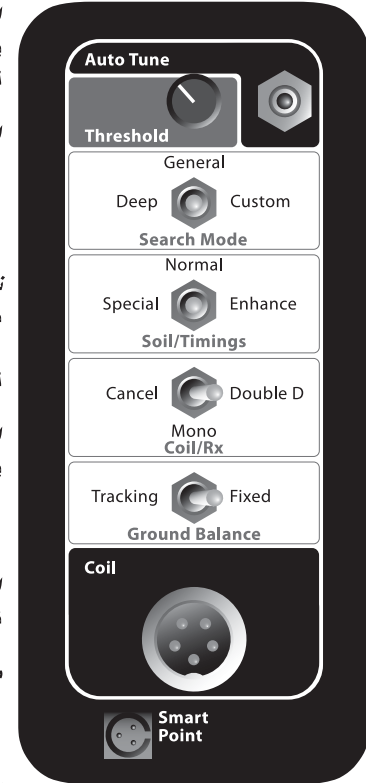 Auto Tune
Threshold
General
Deep Custom
Search Mode
Normal
Special Enhance
Soil/Timings
Cancel Double D
Mono
Coil/Rx
Tracking Fixed
Ground Balance
Coil
Smart
Point